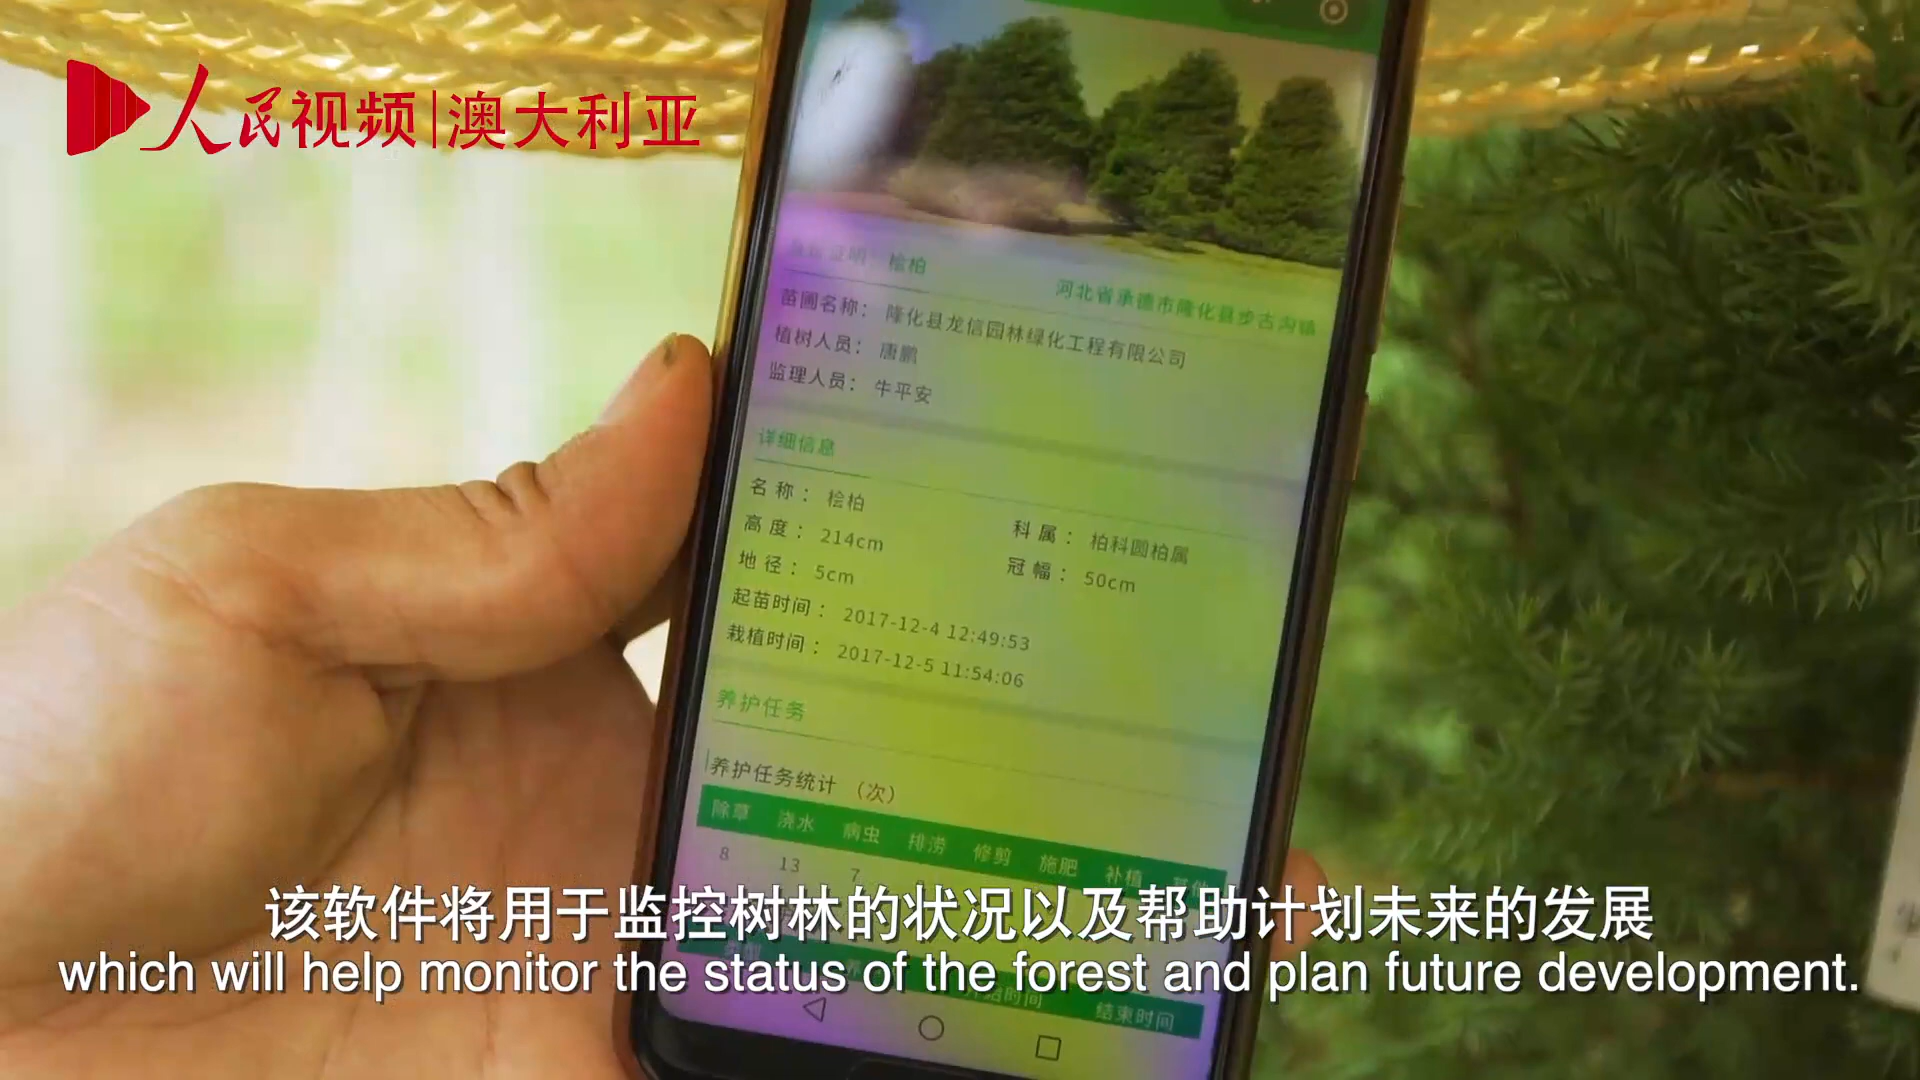 人民视频|澳大利亚
桧柏
河北省承德市隆化县步古沟镇
苗圃名称： 隆化县龙信园林绿化工程有限公司
植树人员： 唐鹏
监理人员： 牛平安
详细信息
名 称 ： 桧柏
科 属 ： 柏科圆柏属
高 度 ： 214cm
冠 幅 ： 50cm
地 径 ： 5cm
起苗时间 ： 2017-12-4 12:49:53
栽植时间 ： 2017-12-5 11:54:06
养护任务
养护任务统计 （次）
除草 浇水 病虫 排涝 修剪 施肥 补植
8 13 7
该软件将用于监控树林的状况以及帮助计划未来的发展
which will help monitor the status of the forest and plan future development.
结束时间